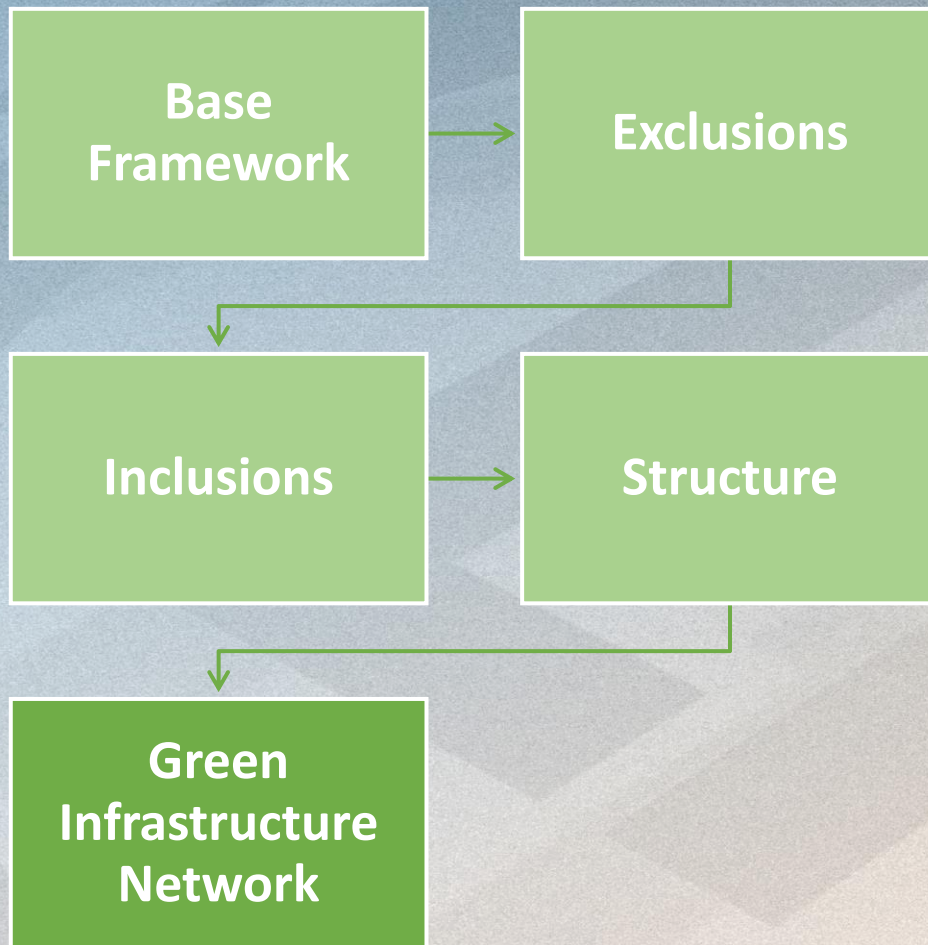 Base
Framework
Exclusions
Inclusions
Structure
Green
Infrastructure
Network